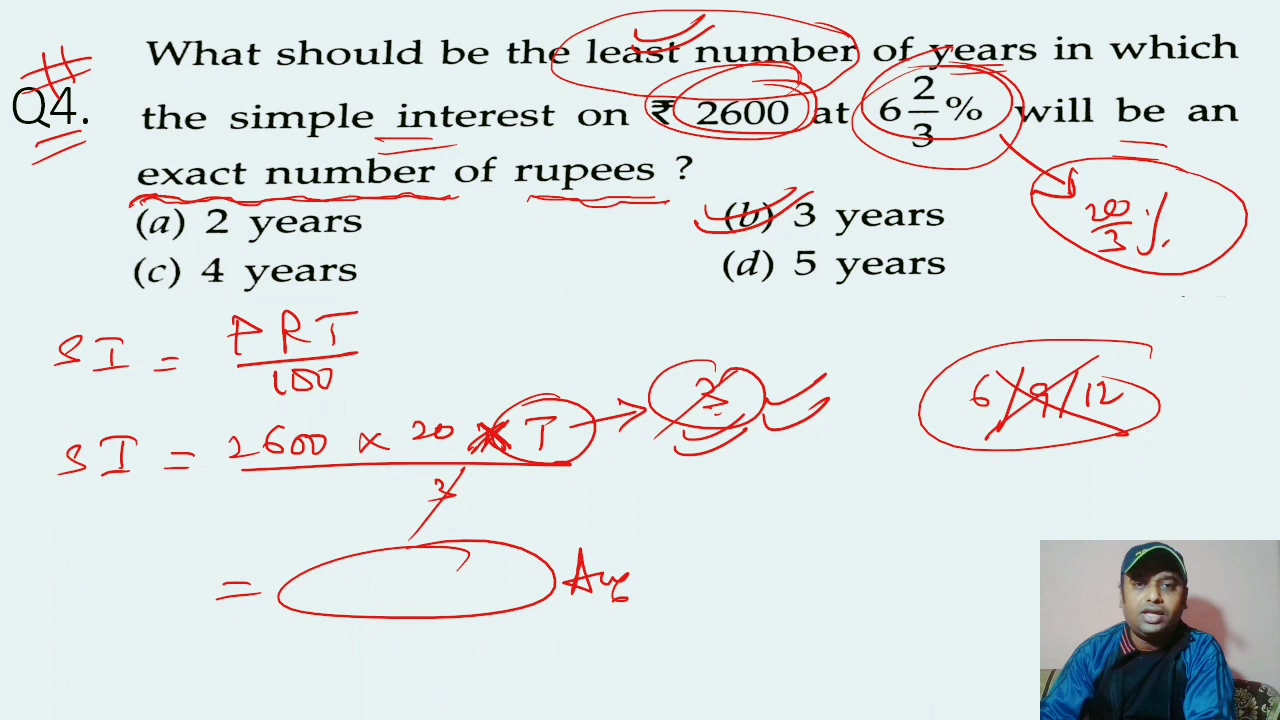 What should be the least number of years in which
Q4.
the simple interest on ₹ 2600 at 6 2/3 % will be an
exact number of rupees ?
(a) 2 years
(b) 3 years
(c) 4 years
(d) 5 years
20/3 %
SI = PRT/100
SI = 2600 × 20 × T / 3
3
6/9/12
= Ans